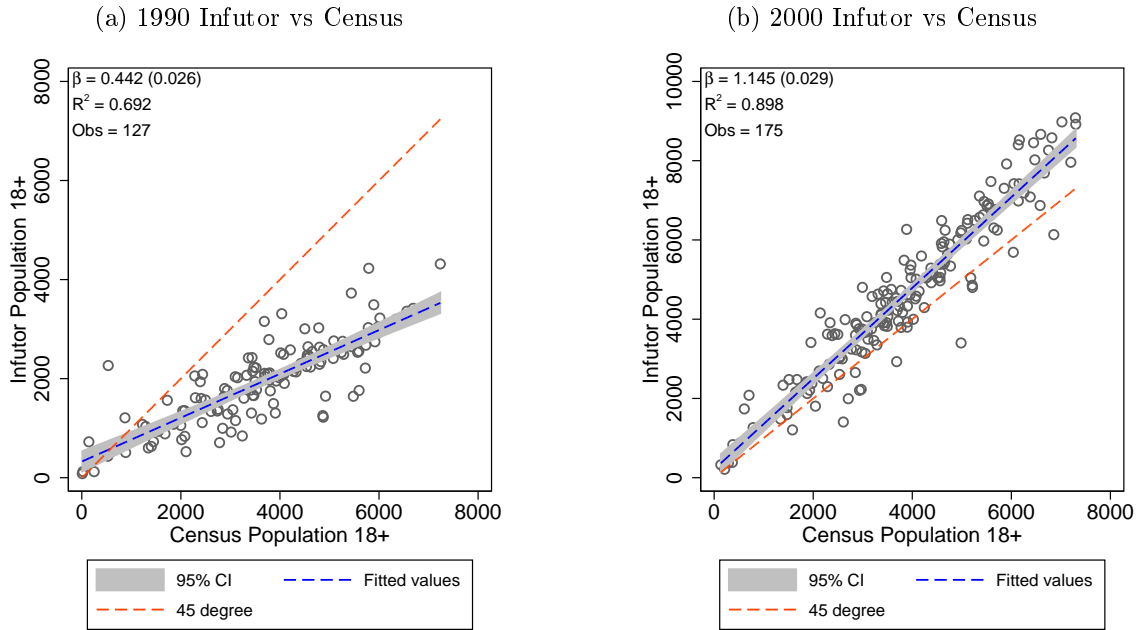 (a) 1990 Infutor vs Census
β = 0.442 (0.026)
R² = 0.692
Obs = 127
Infutor Population 18+
8000
6000
4000
2000
0
0 2000 4000 6000 8000
Census Population 18+
95% CI Fitted values
45 degree
(b) 2000 Infutor vs Census
β = 1.145 (0.029)
R² = 0.898
Obs = 175
Infutor Population 18+
10000
8000
6000
4000
2000
0
0 2000 4000 6000 8000
Census Population 18+
95% CI Fitted values
45 degree